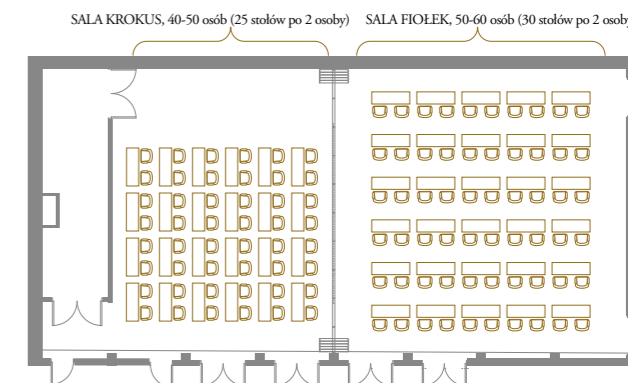 SALA KROKUS, 40-50 osób (25 stołów po 2 osoby)
SALA FIOŁEK, 50-60 osób (30 stołów po 2 osoby